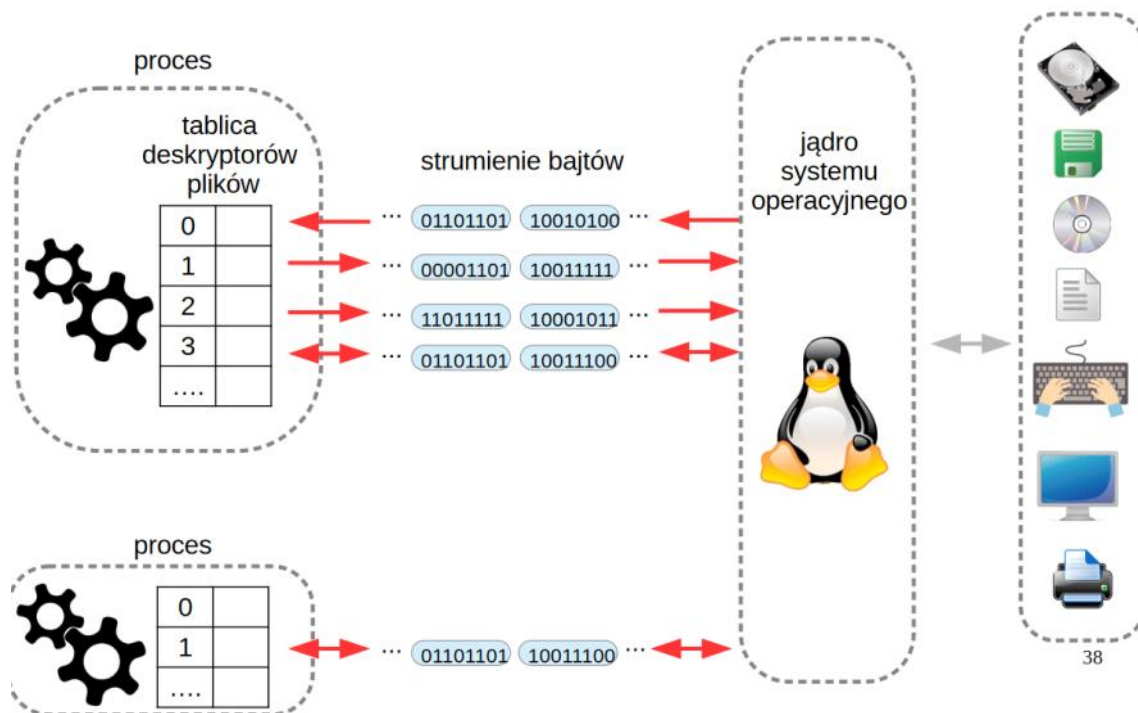 proces
tablica
deskryptorów
plików
0
1
2
3
....
strumienie bajtów
... 01101101 10010100 ...
... 00001101 10011111 ...
... 11011111 10001011 ...
... 01101101 10011100 ...
jądro
systemu
operacyjnego
proces
0
1
....
... 01101101 10011100 ...
38